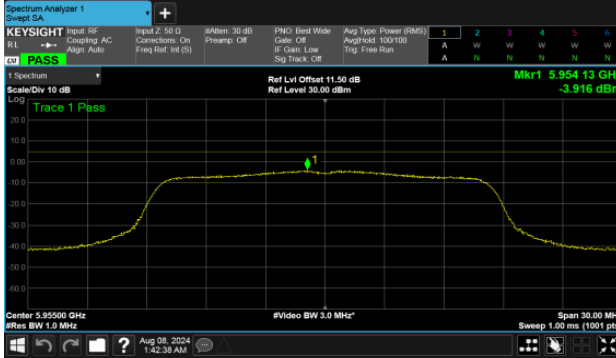 Spectrum Analyzer 1
Swept SA
+
KEYSIGHT
RL
LXI
PASS
Input: RF
Coupling: AC
Align: Auto
Input Z: 50 Ω
Corrections: On
Freq Ref: Int (S)
#Atten: 30 dB
Preamp: Off
PNO: Best Wide
Gate: Off
IF Gain: Low
Sig Track: Off
Avg Type: Power (RMS)
Avg|Hold: 100/100
Trig: Free Run
1 2 3 4 5 6
A W W W W W
A N N N N N
1 Spectrum
Scale/Div 10 dB
Ref Lvl Offset 11.50 dB
Ref Level 30.00 dBm
Mkr1 5.954 13 GH
-3.916 dBm
Log
Trace 1 Pass
20.0
10.0
0.00
-10.0
-20.0
-30.0
-40.0
-50.0
-60.0
1
Center 5.95500 GHz
#Res BW 1.0 MHz
#Video BW 3.0 MHz*
Span 30.00 MH
Sweep 1.00 ms (1001 pts
?
Aug 08, 2024
1:42:38 AM